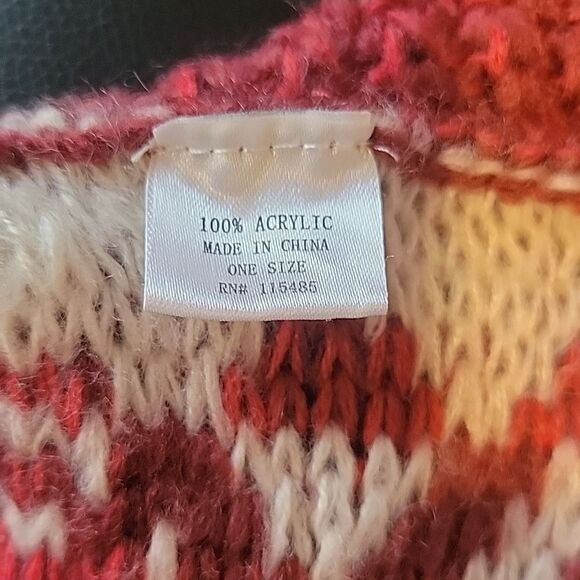 100% ACRYLIC
MADE IN CHINA
ONE SIZE
RN# 115485